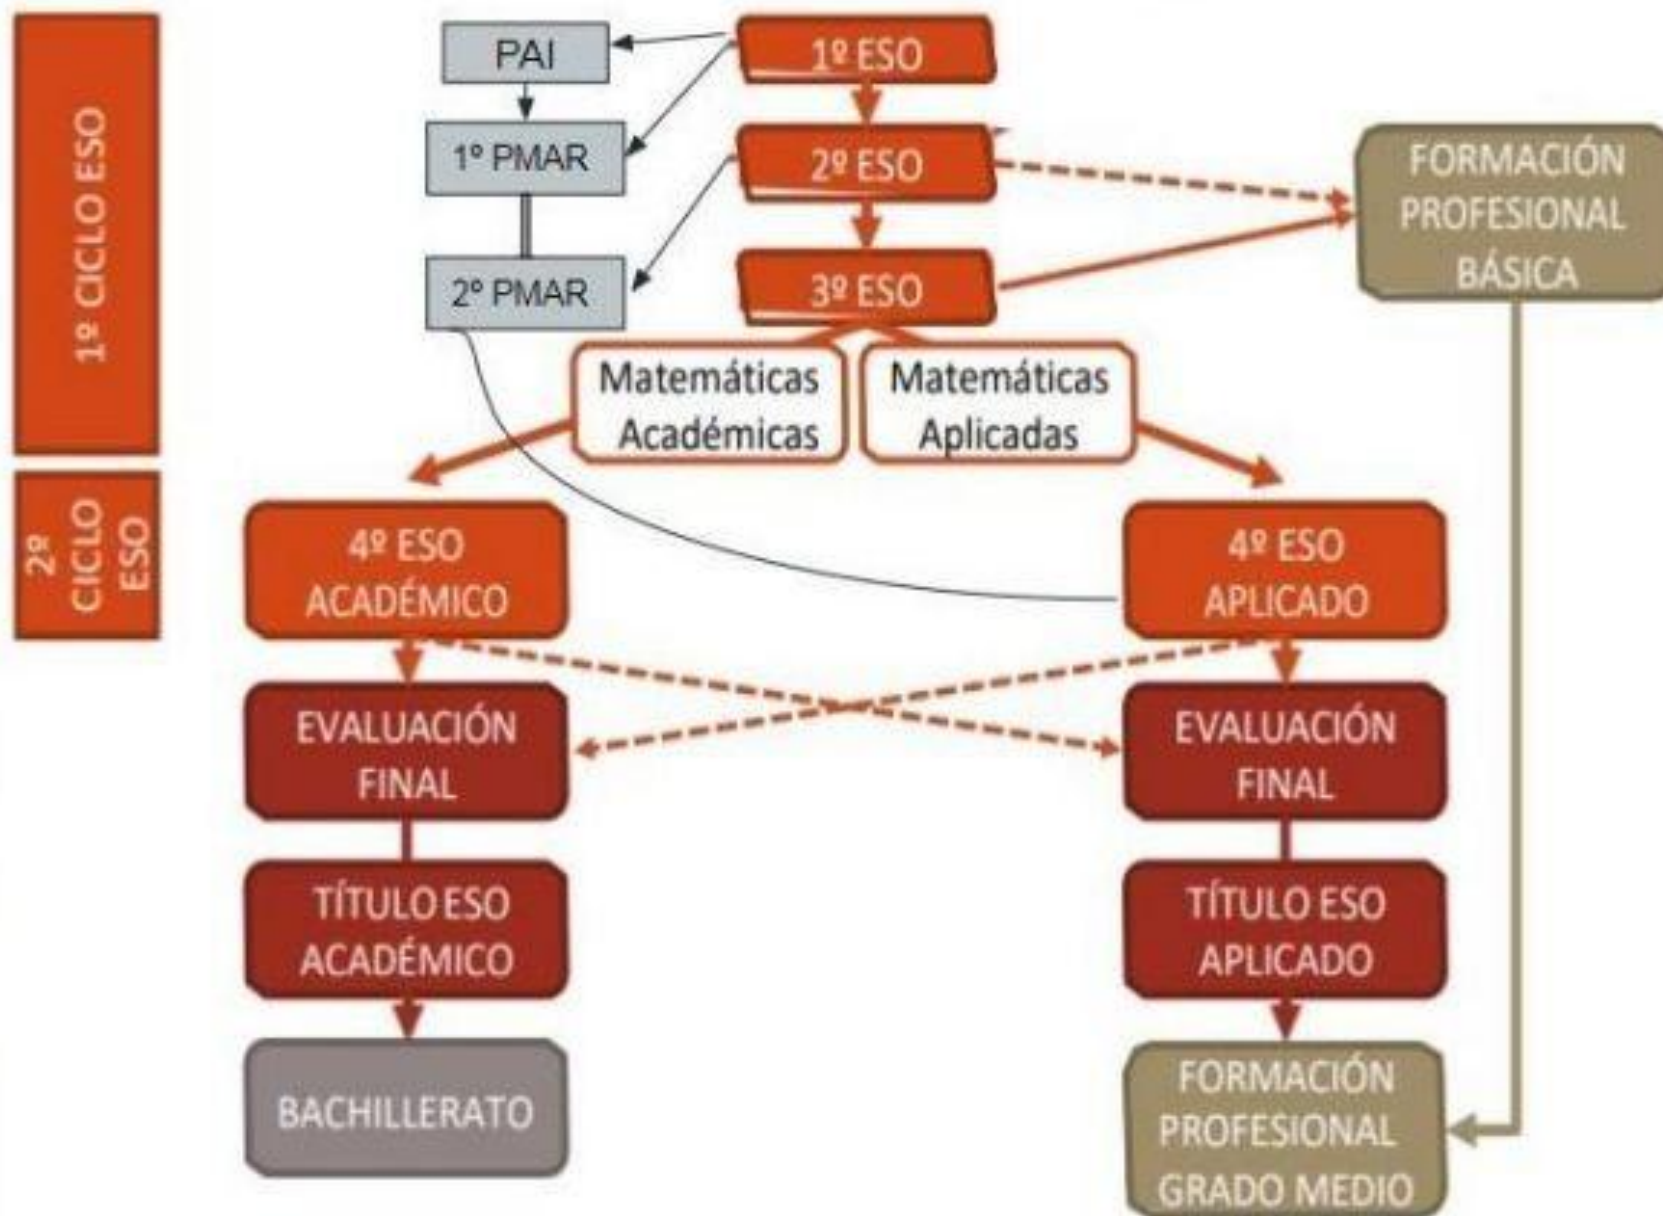 1º CICLO ESO
2º
CICLO
ESO
PAI
1º ESO
1º PMAR
2º ESO
2º PMAR
3º ESO
FORMACIÓN
PROFESIONAL
BÁSICA
Matemáticas
Académicas
Matemáticas
Aplicadas
4º ESO
ACADÉMICO
4º ESO
APLICADO
EVALUACIÓN
FINAL
EVALUACIÓN
FINAL
TÍTULO ESO
ACADÉMICO
TÍTULO ESO
APLICADO
BACHILLERATO
FORMACIÓN
PROFESIONAL
GRADO MEDIO